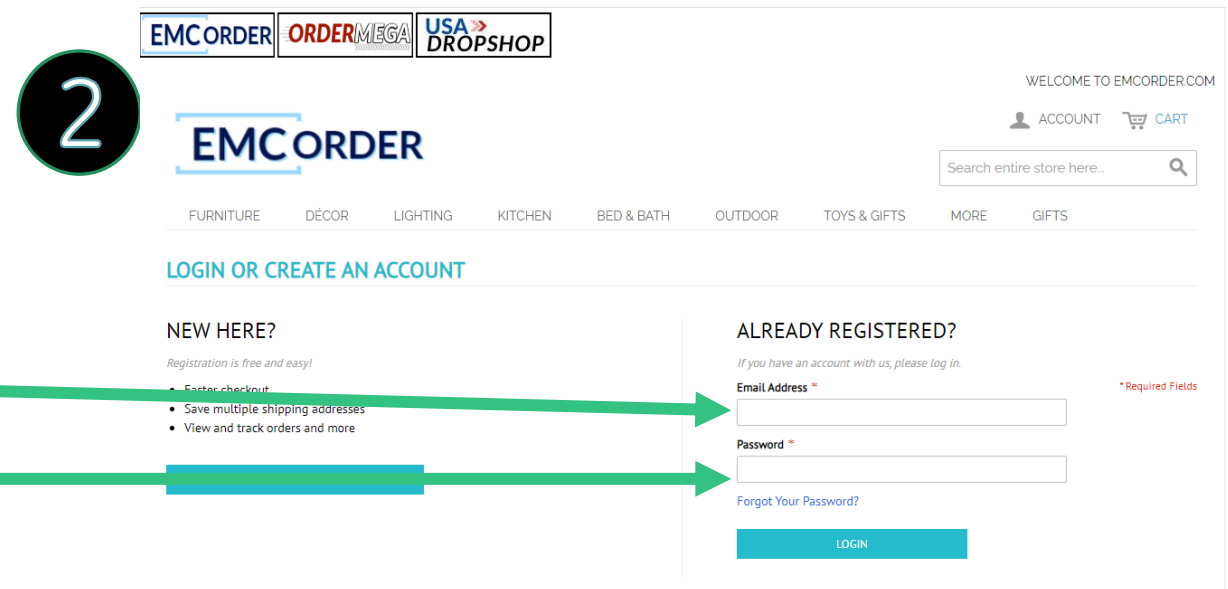 EMCORDER ORDERMEGA USA DROPSHOP
2
WELCOME TO EMCORDER.COM
ACCOUNT CART
EMCORDER
Search entire store here...
FURNITURE DÉCOR LIGHTING KITCHEN BED & BATH OUTDOOR TOYS & GIFTS MORE GIFTS
LOGIN OR CREATE AN ACCOUNT
NEW HERE?
Registration is free and easy!
Faster checkout
Save multiple shipping addresses
View and track orders and more
ALREADY REGISTERED?
If you have an account with us, please log in.
Email Address *
* Required Fields
Password *
Forgot Your Password?
LOGIN